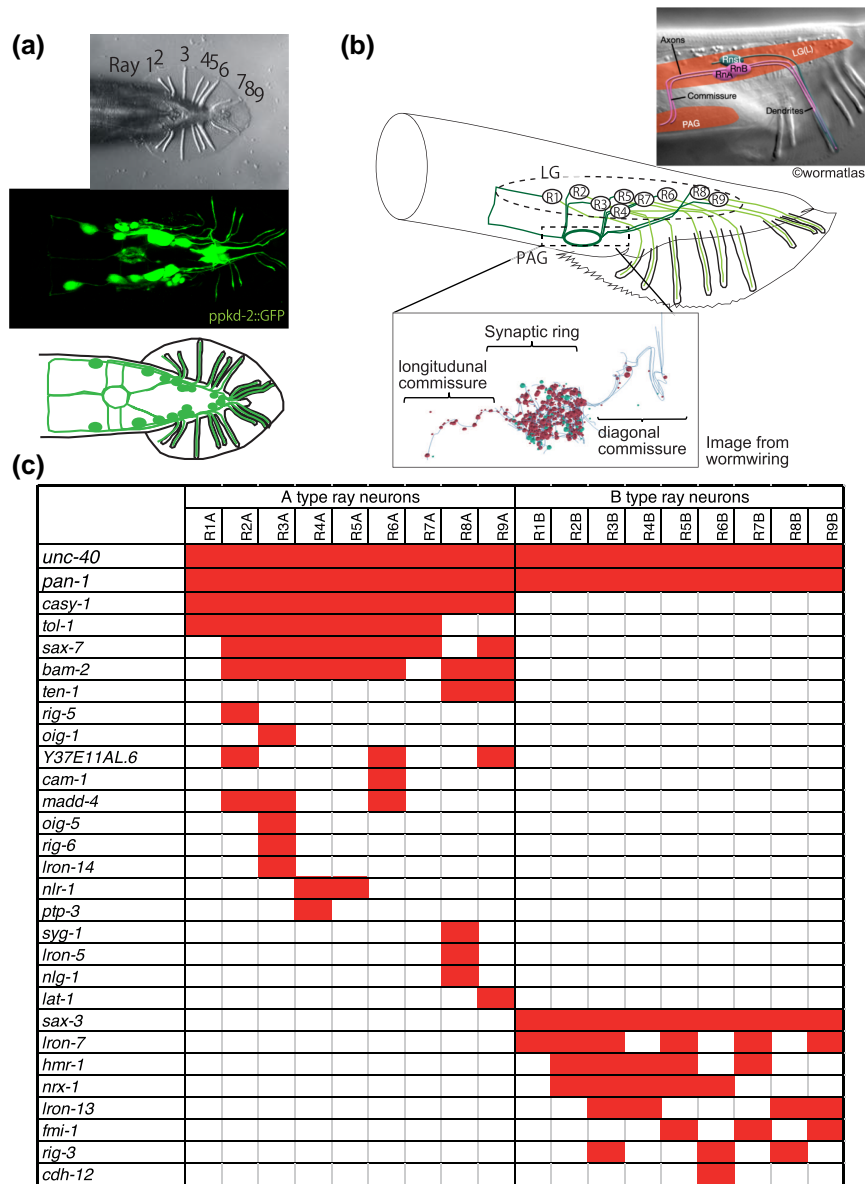 (a)
Ray 1 2 3 4 5 6 7 8 9
ppkd-2::GFP
(b)
Axons
LG(L)
Rnst
RnB
RnA
Commissure
Dendrites
PAG
©wormatlas
LG
R1 R2 R3 R5 R4 R7 R6 R8 R9
PAG
Synaptic ring
longitudunal
commissure
diagonal
commissure
Image from
wormwiring
(c)
A type ray neurons B type ray neurons
R1A R2A R3A R4A R5A R6A R7A R8A R9A R1B R2B R3B R4B R5B R6B R7B R8B R9B
unc-40
pan-1
casy-1
tol-1
sax-7
bam-2
ten-1
rig-5
oig-1
Y37E11AL.6
cam-1
madd-4
oig-5
rig-6
lron-14
nlr-1
ptp-3
syg-1
lron-5
nlg-1
lat-1
sax-3
lron-7
hmr-1
nrx-1
lron-13
fmi-1
rig-3
cdh-12